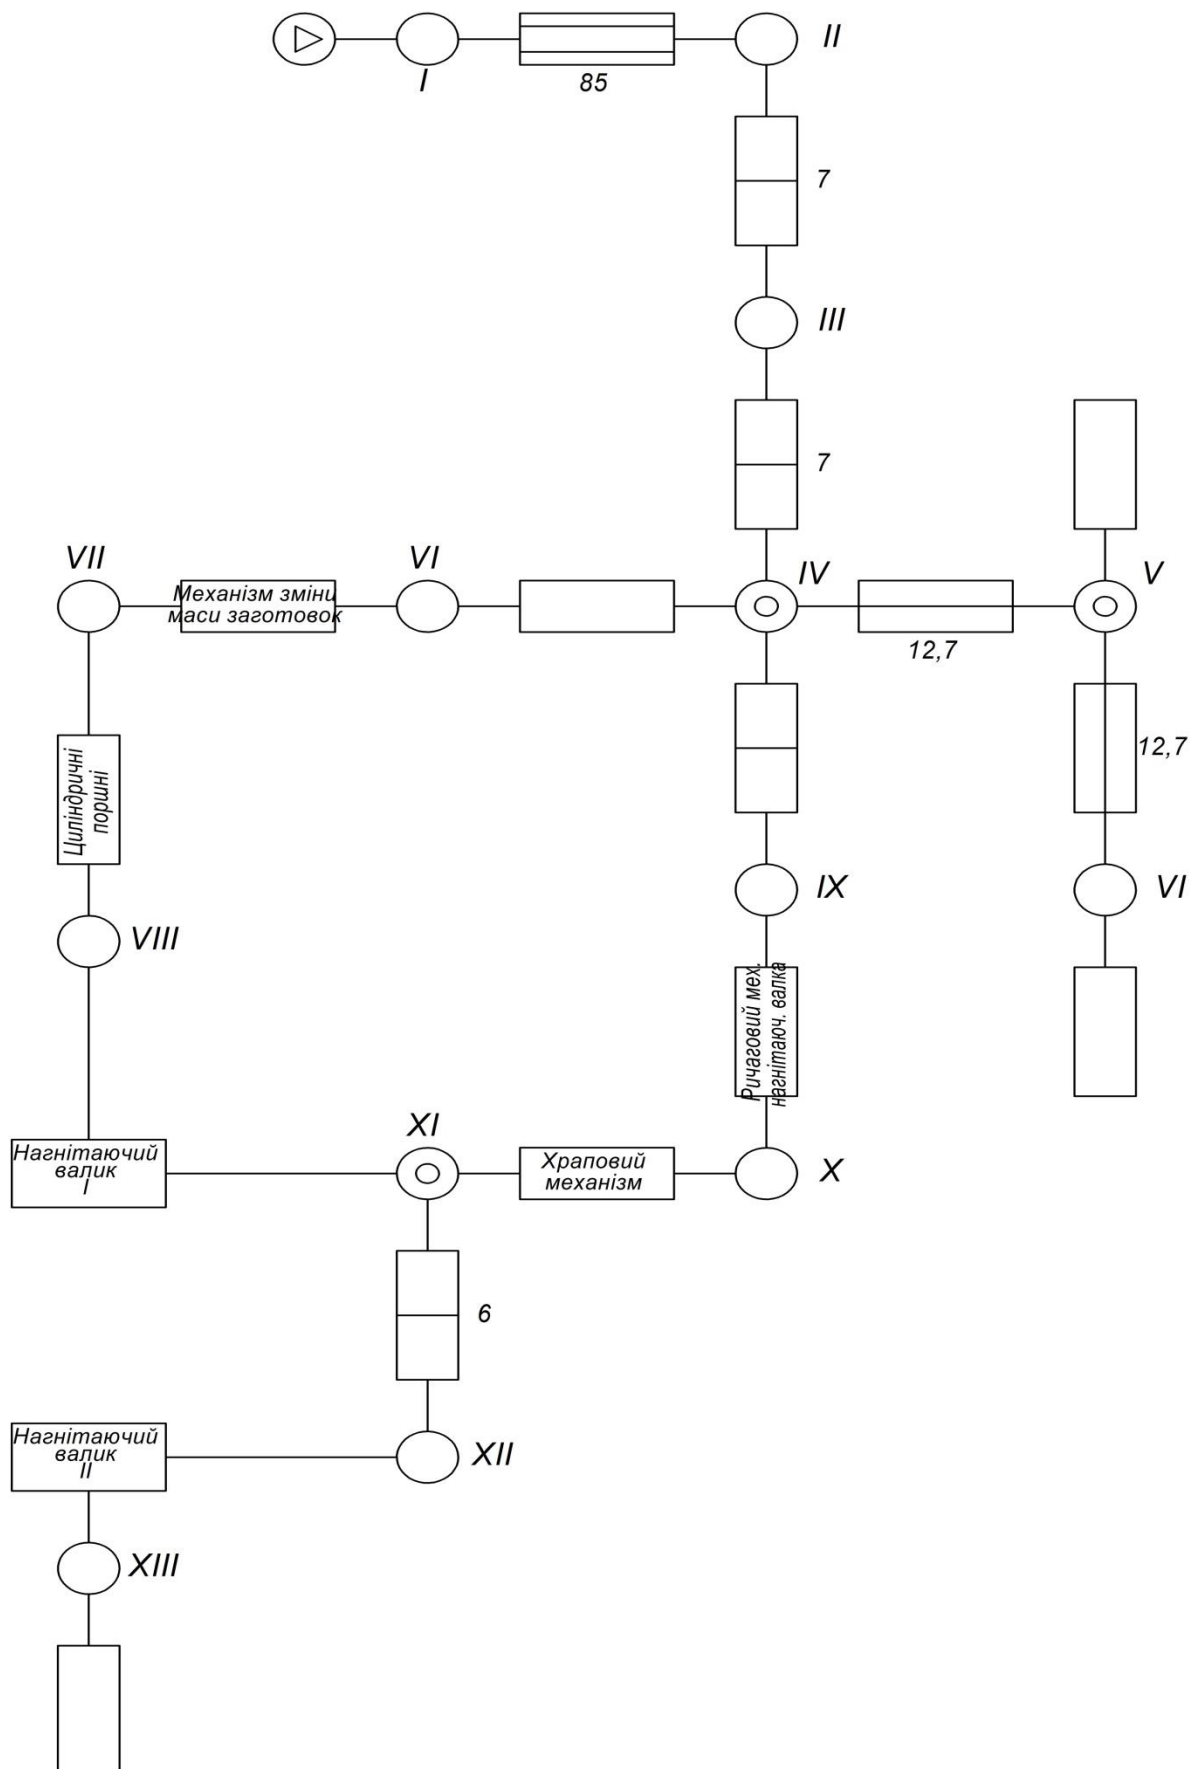 I
85
II
7
III
7
VII
VI
IV
V
Механізм зміни
маси заготовок
12,7
Циліндричні
поршні
12,7
IX
VI
VIII
Ричаговий мех.
нагнітаюч. валка
XI
Нагнітаючий
валик
I
Храповий
механізм
X
6
Нагнітаючий
валик
II
XII
XIII